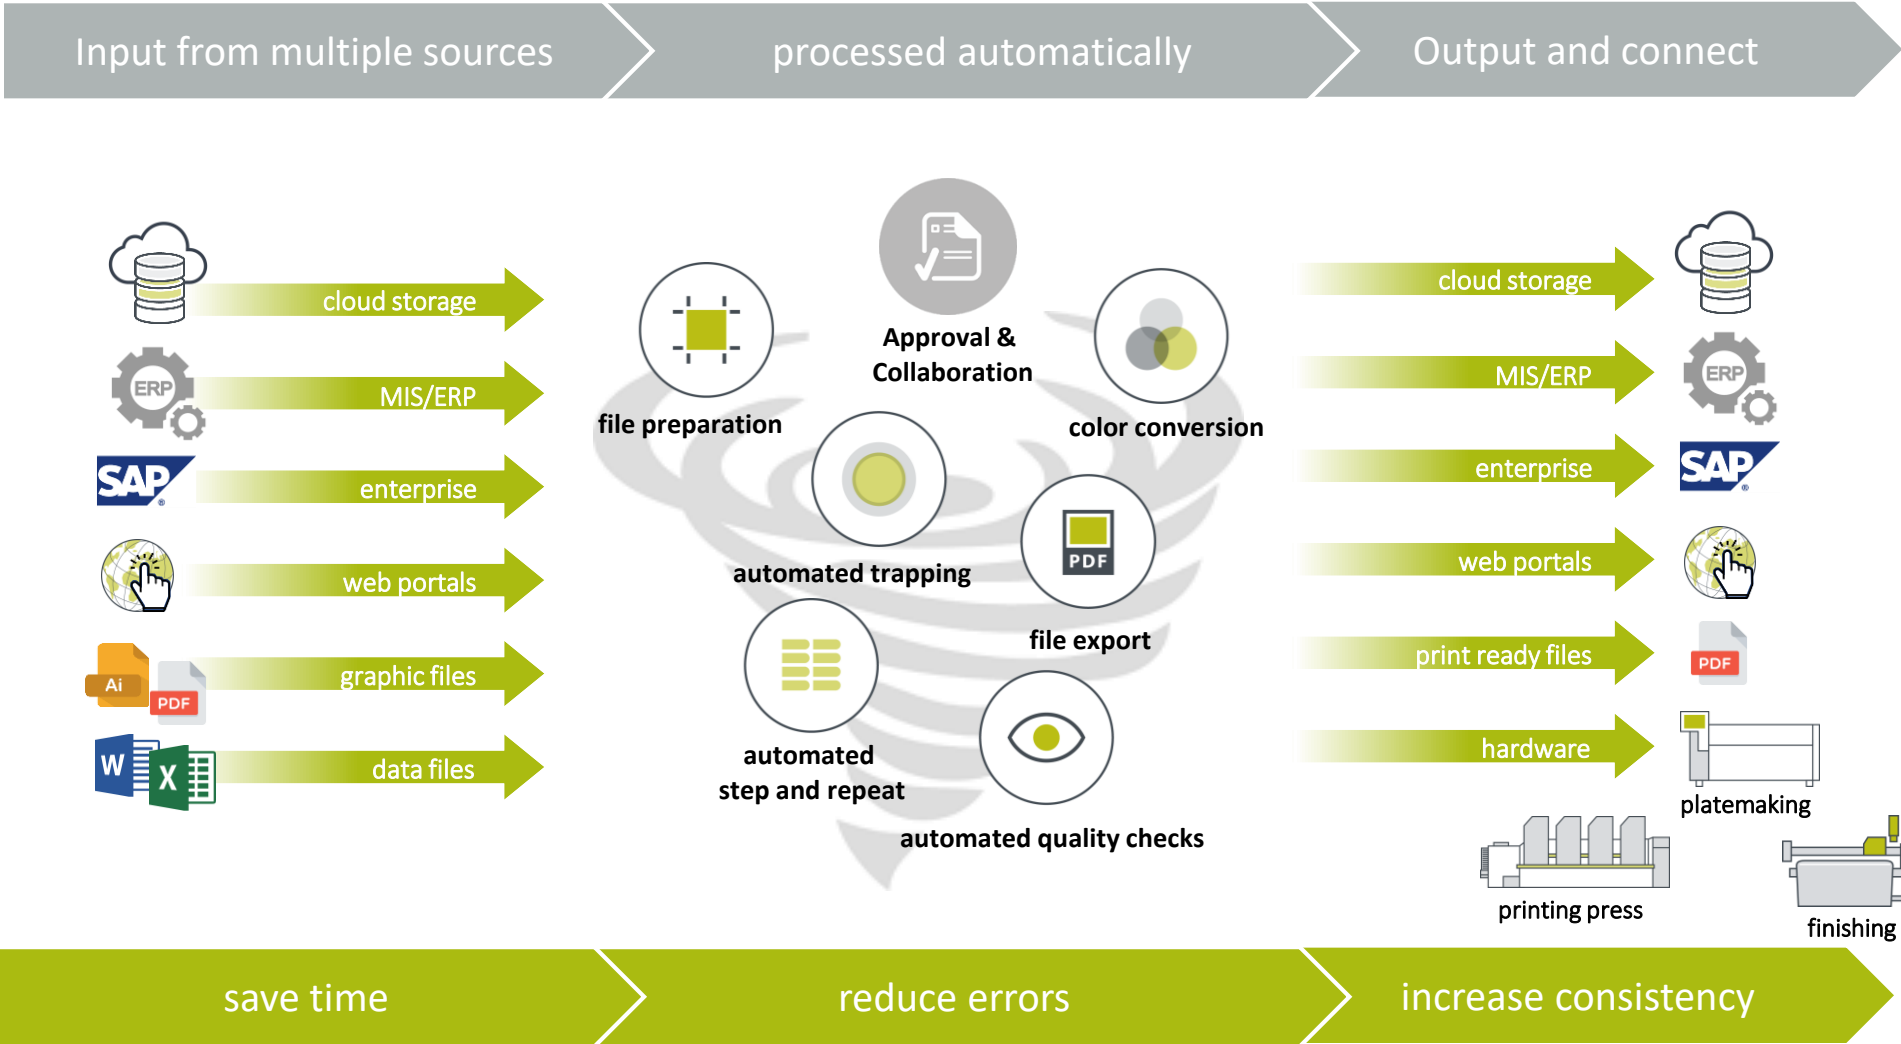 Input from multiple sources
processed automatically
Output and connect
cloud storage
ERP
MIS/ERP
SAP
®
enterprise
web portals
Ai
PDF
graphic files
W
X
data files
Approval &
Collaboration
file preparation
color conversion
automated trapping
PDF
file export
automated
step and repeat
automated quality checks
cloud storage
MIS/ERP
ERP
enterprise
SAP
®
web portals
print ready files
PDF
hardware
platemaking
printing press
finishing
save time
reduce errors
increase consistency